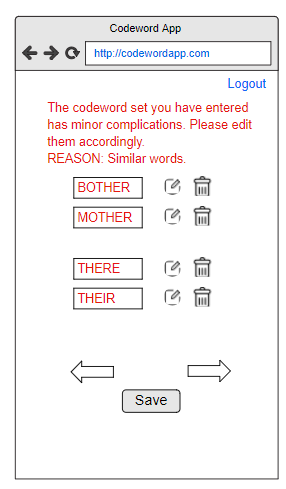 Codeword App
http://codewordapp.com
Logout
The codeword set you have entered
has minor complications. Please edit
them accordingly.
REASON: Similar words.
BOTHER
MOTHER
THERE
THEIR
Save